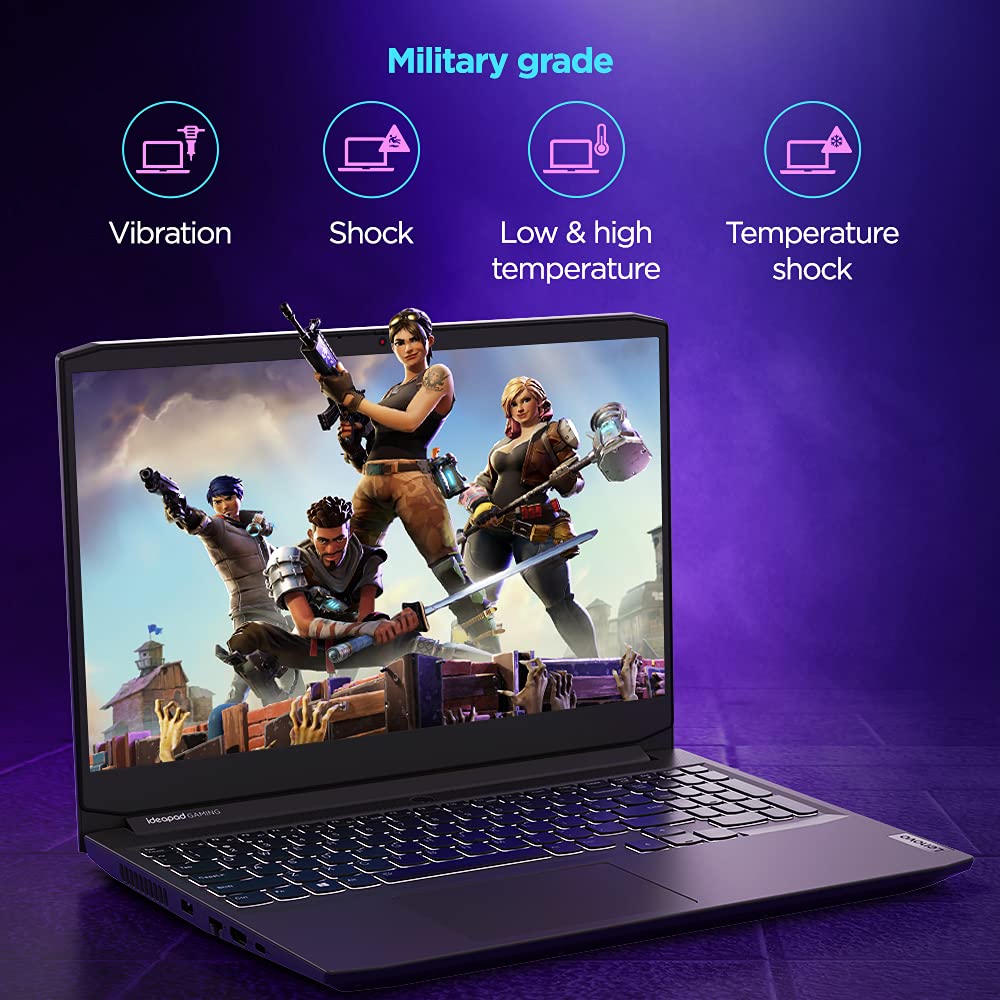 Military grade
Vibration
Shock
Low & high
temperature
Temperature
shock
ideapad GAMING
Lenovo